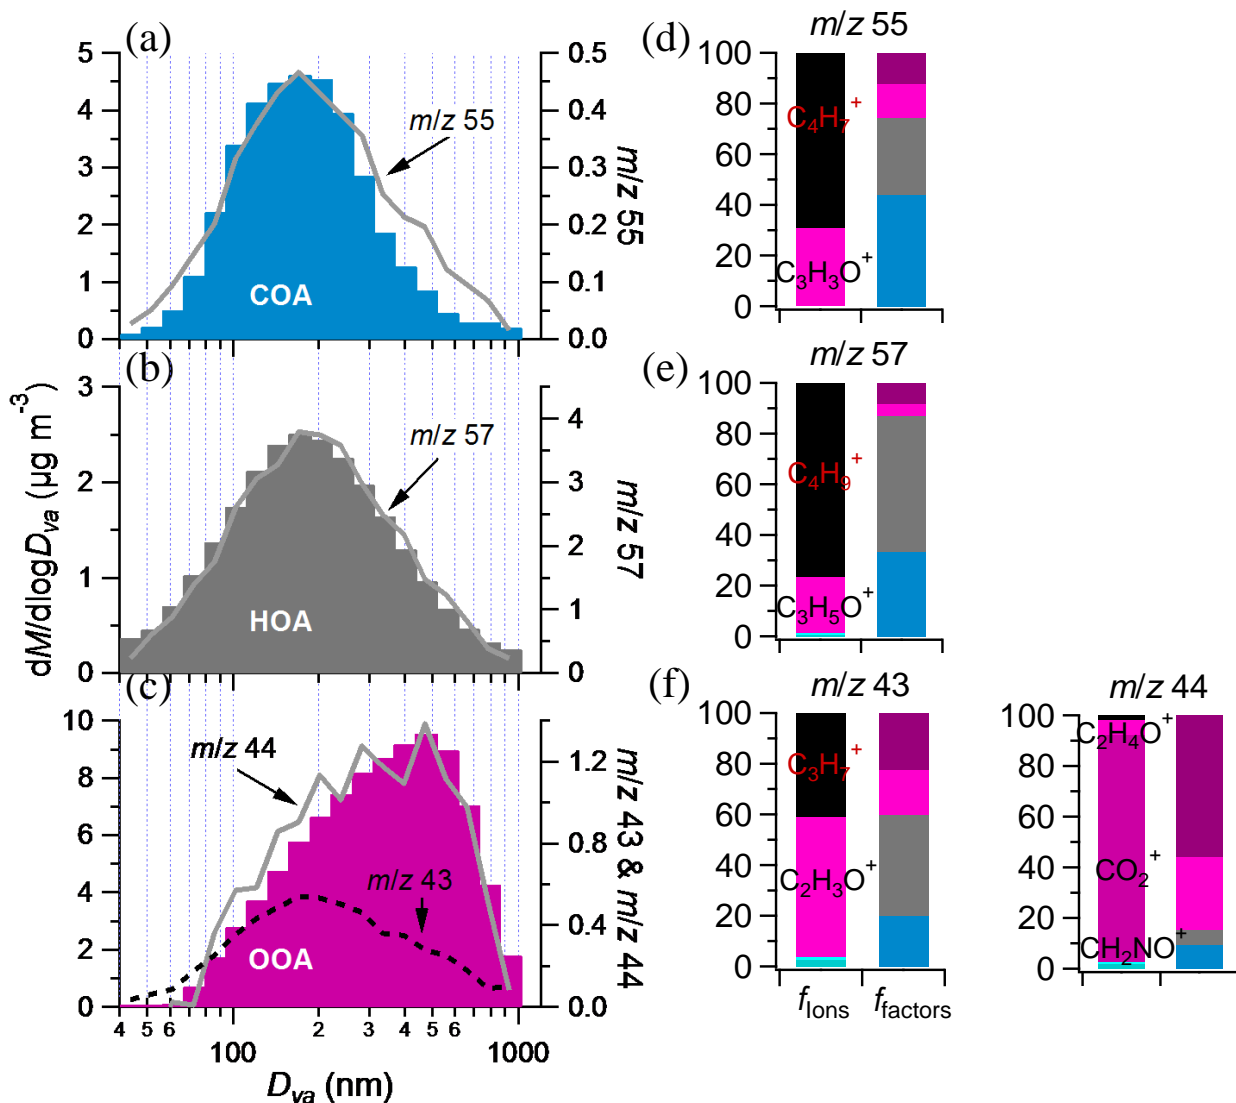 (a)
5
4
3
2
1
0
0.5
0.4
0.3
0.2
0.1
0.0
m/z 55
m/z 55
COA
(b)
3
2
1
0
4
3
2
1
0
m/z 57
m/z 57
HOA
dM/dlogDva (µg m-3)
(c)
10
8
6
4
2
0
1.2
0.8
0.4
0.0
m/z 44
m/z 43
m/z 43 & m/z 44
OOA
4 5 6 2 3 4 5 6
100 1000
Dva (nm)
(d)
m/z 55
100
80
60
40
20
0
C4H7+
C3H3O+
(e)
m/z 57
100
80
60
40
20
0
C4H9+
C3H5O+
(f)
m/z 43
100
80
60
40
20
0
C3H7+
C2H3O+
fIons ffactors
m/z 44
100
80
60
40
20
0
C2H4O+
CO2+
CH2NO+